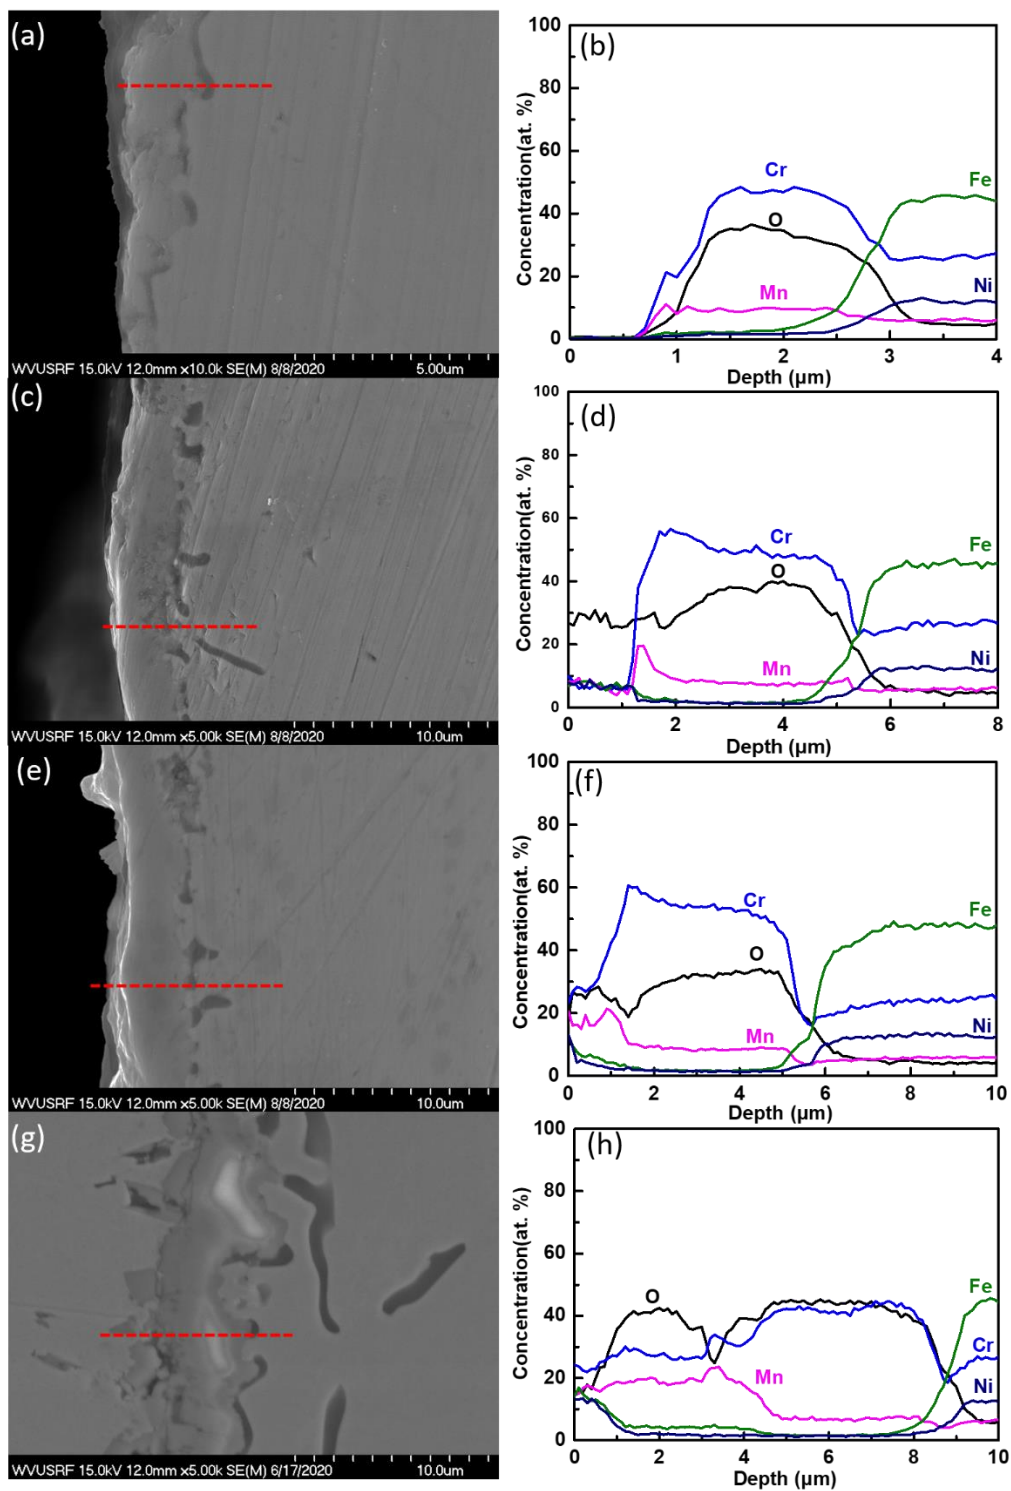 (a)
WVUSRF 15.0kV 12.0mm x10.0k SE(M) 8/8/2020 5.00um
(b)
100
80
60
40
20
0
Concentration(at. %)
Cr
O
Mn
Fe
Ni
0 1 2 3 4
Depth (µm)
(c)
WVUSRF 15.0kV 12.0mm x5.00k SE(M) 8/8/2020 10.0um
(d)
100
80
60
40
20
0
Concentration(at. %)
Cr
O
Mn
Fe
Ni
0 2 4 6 8
Depth (µm)
(e)
WVUSRF 15.0kV 12.0mm x5.00k SE(M) 8/8/2020 10.0um
(f)
100
80
60
40
20
0
Concentration(at. %)
Cr
O
Mn
Fe
Ni
0 2 4 6 8 10
Depth (µm)
(g)
WVUSRF 15.0kV 12.0mm x5.00k SE(M) 6/17/2020 10.0um
(h)
100
80
60
40
20
0
Concentration(at. %)
O
Mn
Fe
Cr
Ni
0 2 4 6 8 10
Depth (µm)